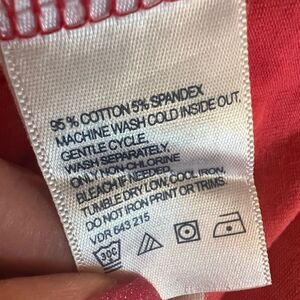 95 % COTTON 5% SPANDEX
MACHINE WASH COLD INSIDE OUT,
GENTLE CYCLE,
WASH SEPARATELY,
ONLY NON-CHLORINE
BLEACH IF NEEDED,
TUMBLE DRY LOW, COOL IRON,
DO NOT IRON PRINT OR TRIMS.
VDR 643 215
30C